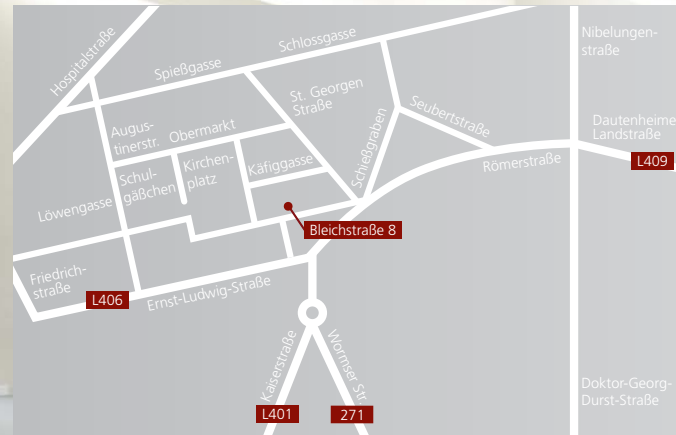 Hospitalstraße
Schlossgasse
Nibelungen-
straße
Spießgasse
St. Georgen
Straße
Seubertstraße
Dautenheimer
Landstraße
Augus-
tinerstr.
Obermarkt
Schießgraben
Römerstraße
L409
Käfiggasse
Kirchen-
platz
Schul-
gäßchen
Löwengasse
Bleichstraße 8
Friedrich-
straße
L406
Ernst-Ludwig-Straße
Kaiserstraße
Wormser Str.
Doktor-Georg-
Durst-Straße
L401
271